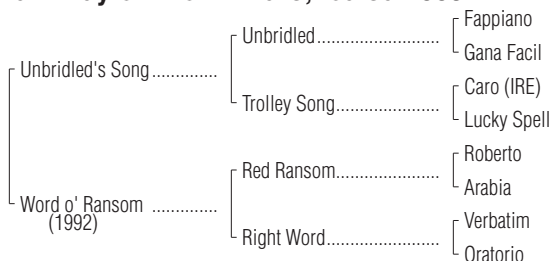 Fappiano
Unbridled
Gana Facil
Unbridled's Song
Caro (IRE)
Trolley Song
Lucky Spell
Roberto
Red Ransom
Arabia
Word o' Ransom
(1992)
Verbatim
Right Word
Oratorio